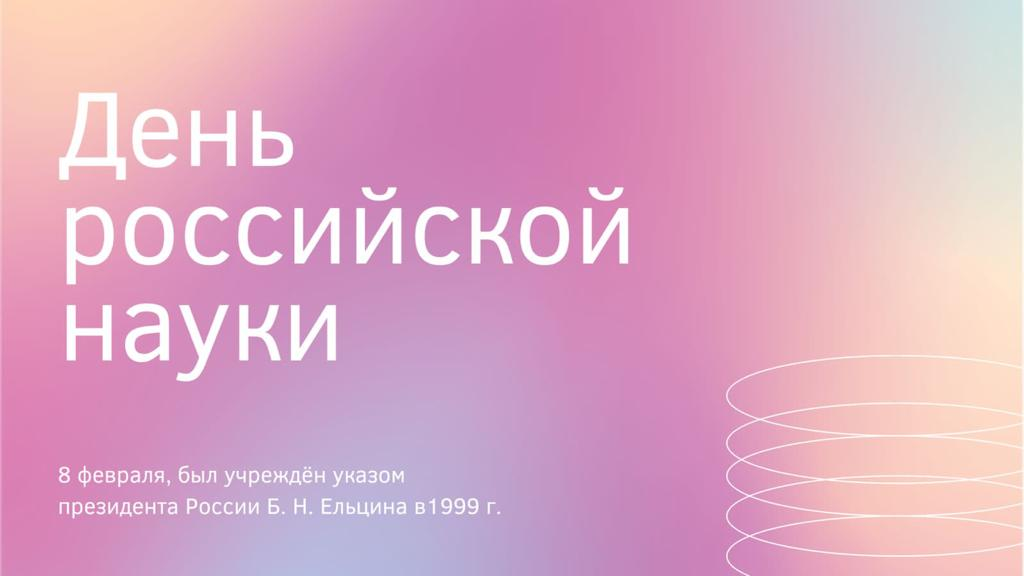 День
российской
науки
8 февраля, был учреждён указом
президента России Б. Н. Ельцина в1999 г.